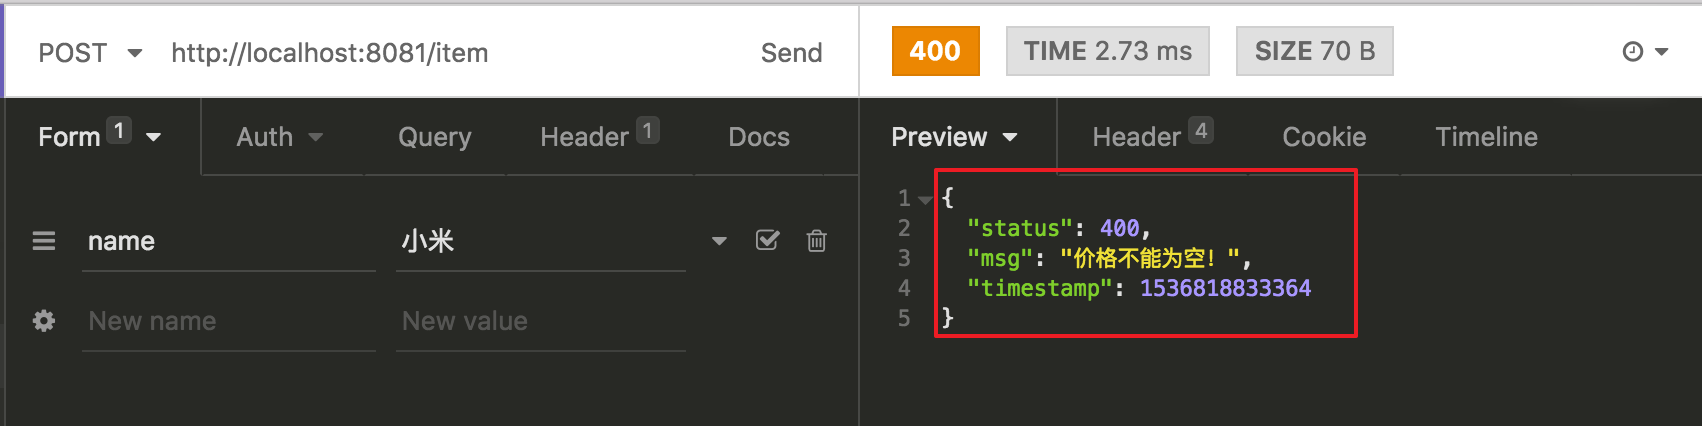 POST http://localhost:8081/item Send
400 TIME 2.73 ms SIZE 70 B
Form 1 Auth Query Header 1 Docs
Preview Header 4 Cookie Timeline
name 小米
New name New value
1 {
2 "status": 400,
3 "msg": "价格不能为空！",
4 "timestamp": 1536818833364
5 }